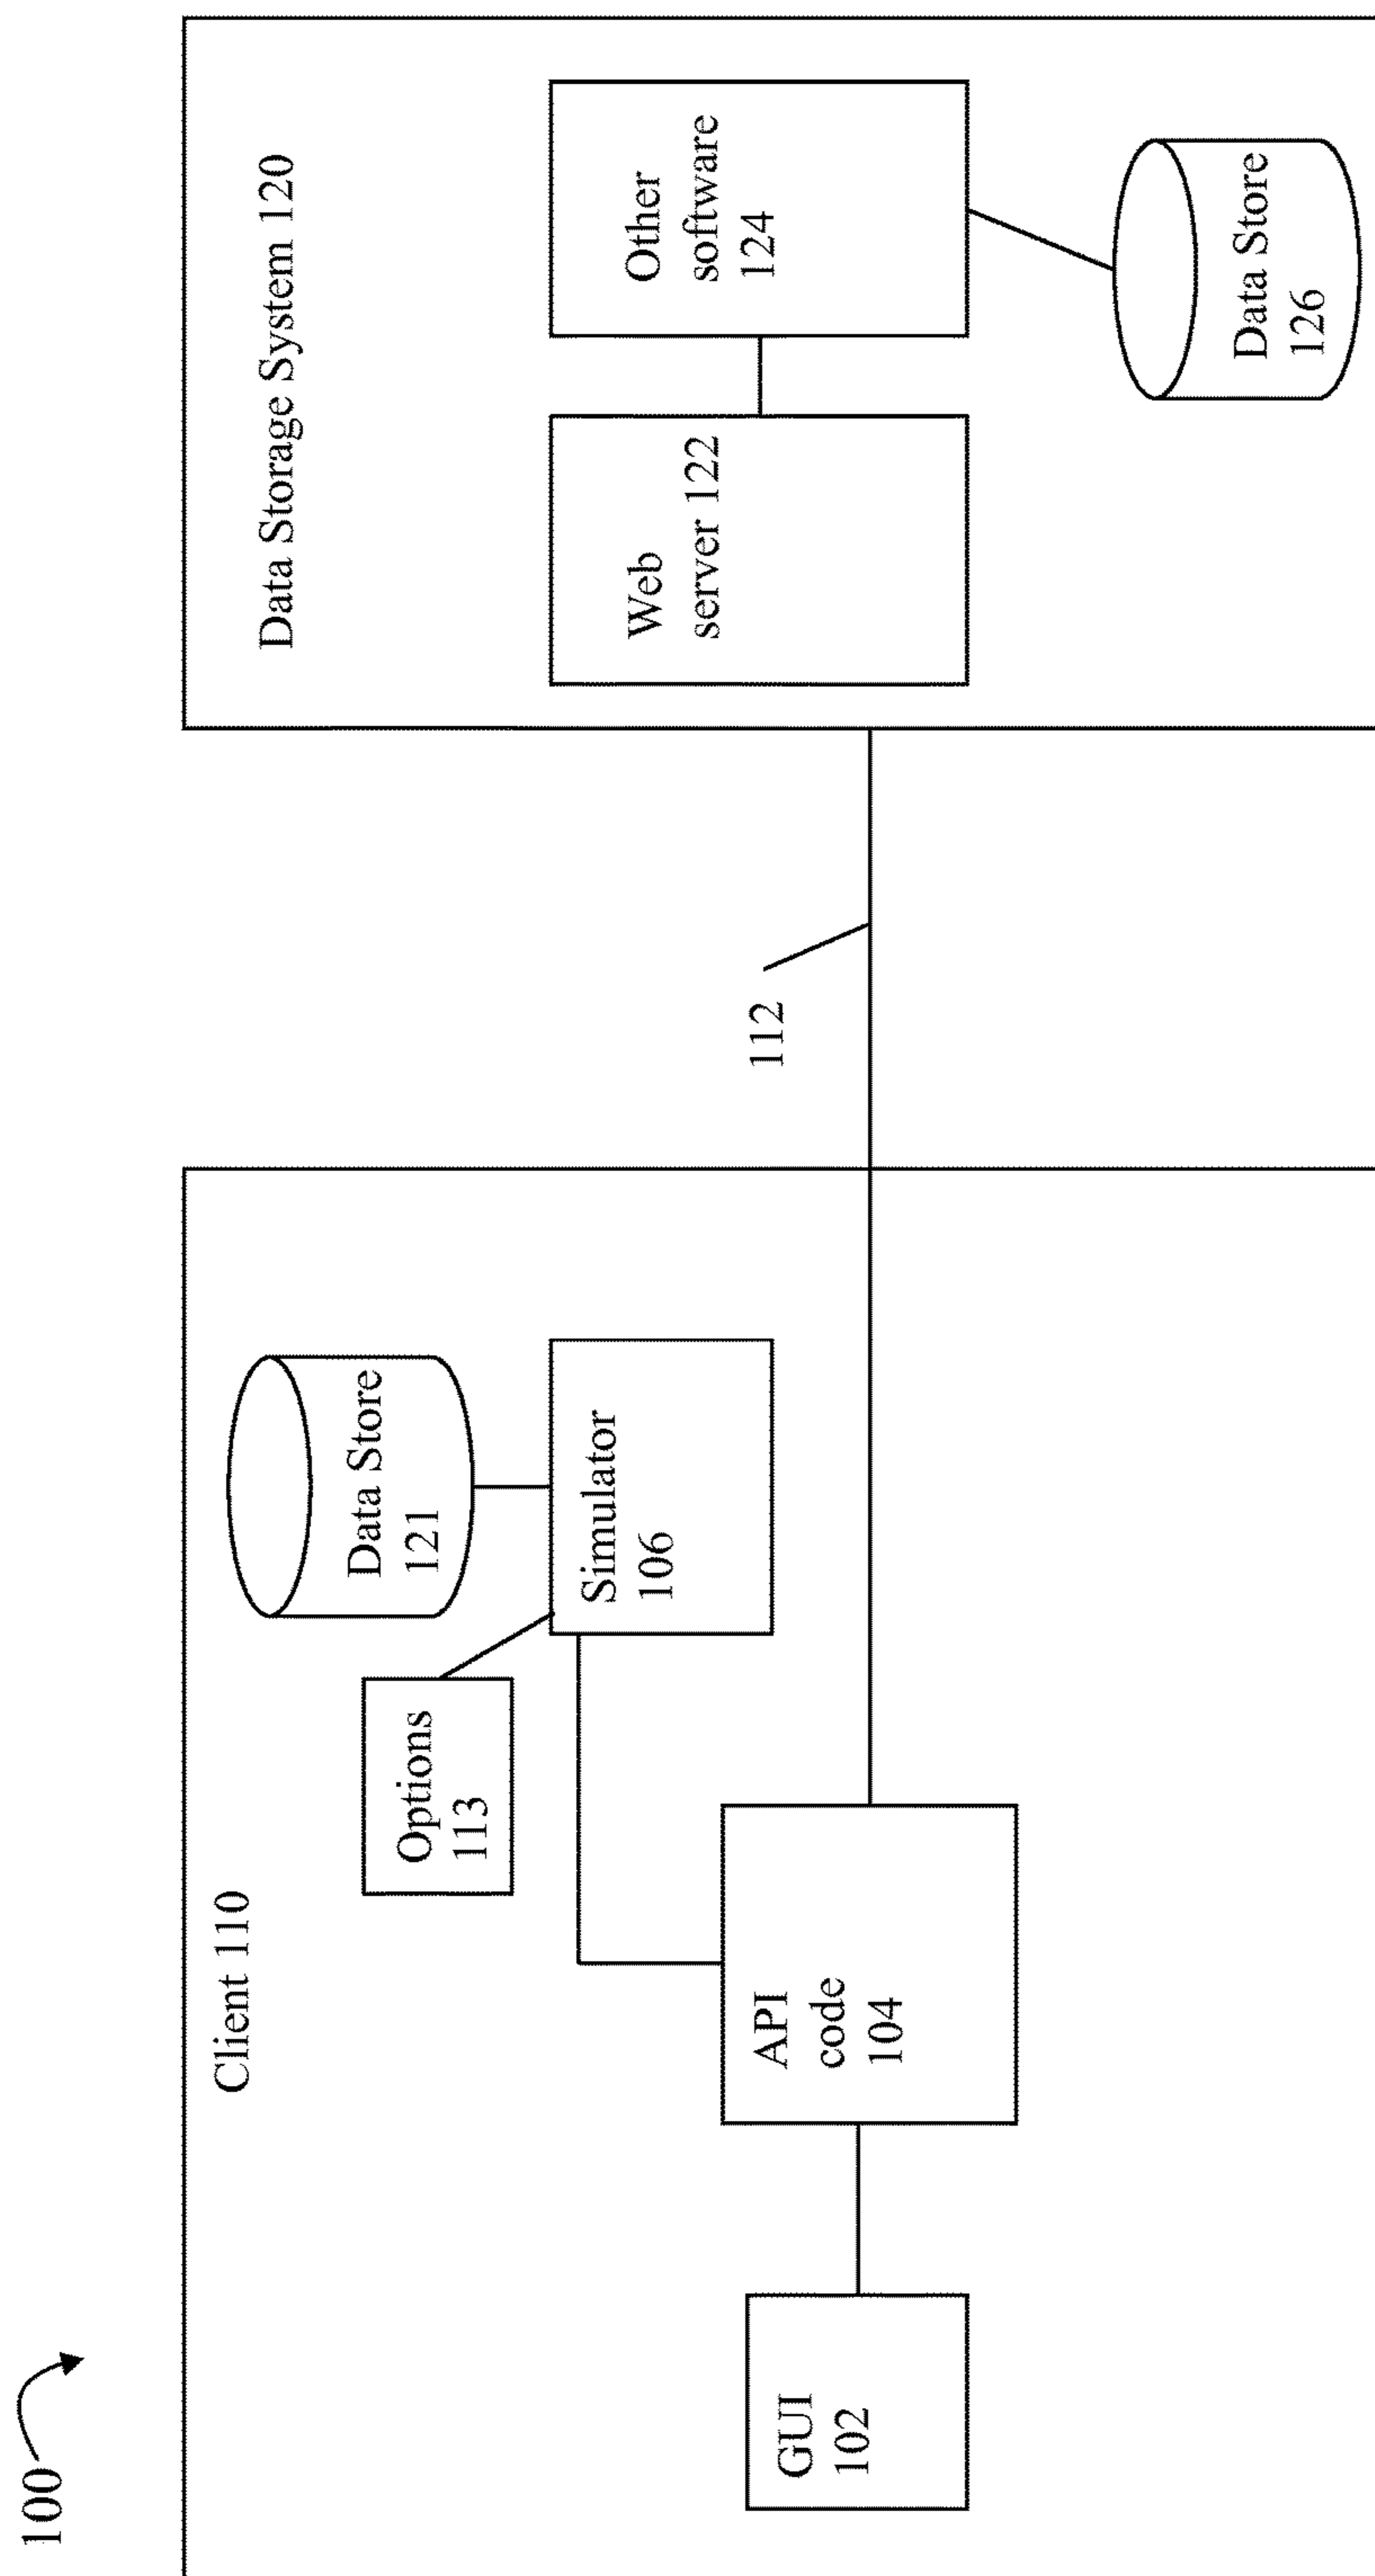 100
Client 110
Data Store
121
Options
113
Simulator
106
API
code
104
GUI
102
112
Data Storage System 120
Web
server 122
Other
software
124
Data Store
126